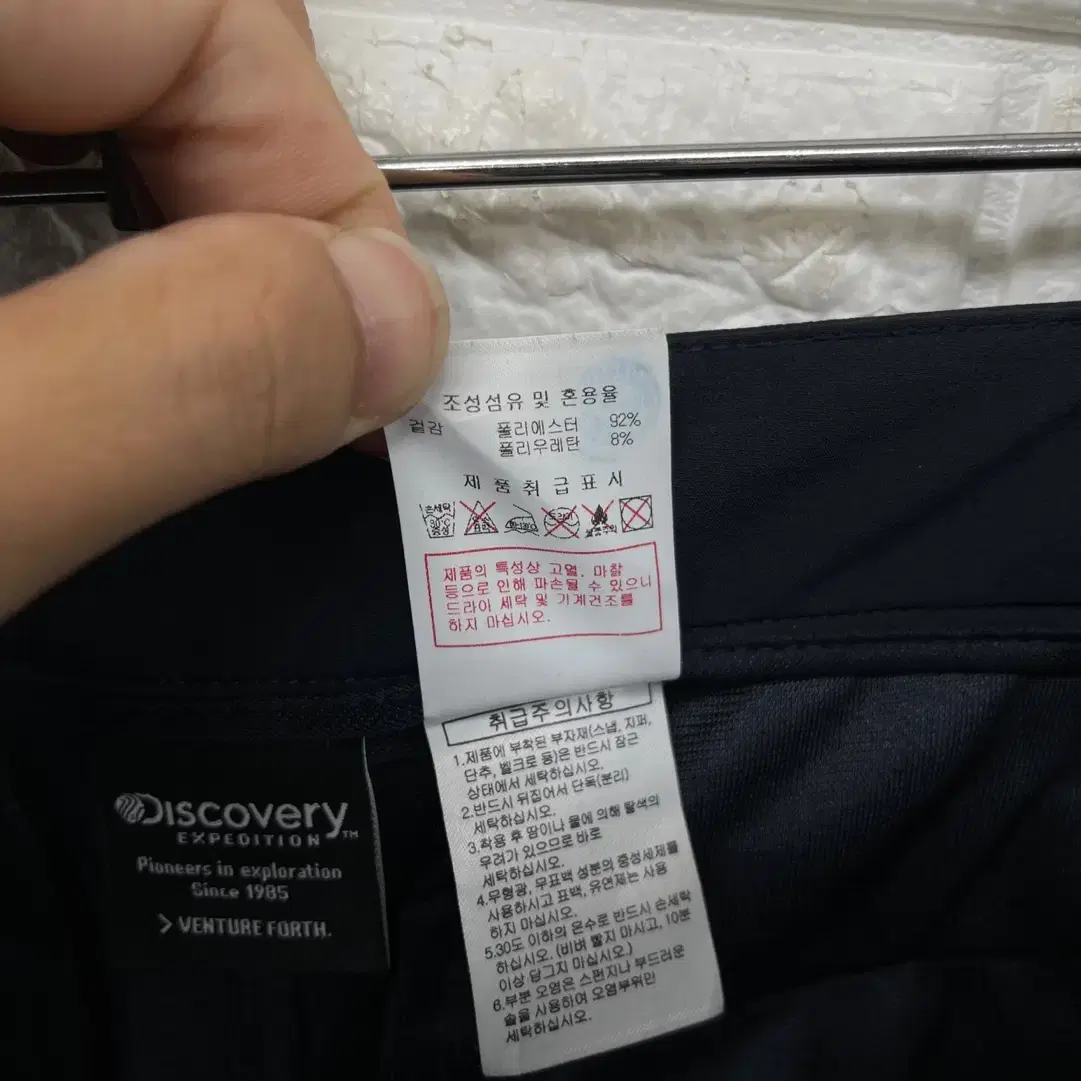 조성섬유 및 혼용율
겉감 폴리에스터 92%
폴리우레탄 8%
제품취급표시
손세탁
30℃
중성
드라이
제품의 특성상 고열, 마찰
등으로 인해 파손될 수 있으니
드라이 세탁 및 기계건조를
하지 마십시오.
취급주의사항
1.제품에 부착된 부자재(스냅, 지퍼,
단추, 벨크로 등)은 반드시 잠근
상태에서 세탁하십시오.
2.반드시 뒤집어서 단독(분리)
세탁하십시오.
3.착용 후 땀이나 물에 의해 탈색의
우려가 있으므로 바로
세탁하십시오.
4.무형광, 무표백 성분의 중성세제를
사용하시고 표백, 유연제는 사용
하지 마십시오.
5.30도 이하의 온수로 반드시 손세탁
하십시오. (비벼 빨지 마시고, 10분
이상 담그지 마십시오.)
6.부분 오염은 스펀지나 부드러운
솔을 사용하여 오염부위만
세탁하십시오.
Discovery
EXPEDITION™
Pioneers in exploration
Since 1985
> VENTURE FORTH.